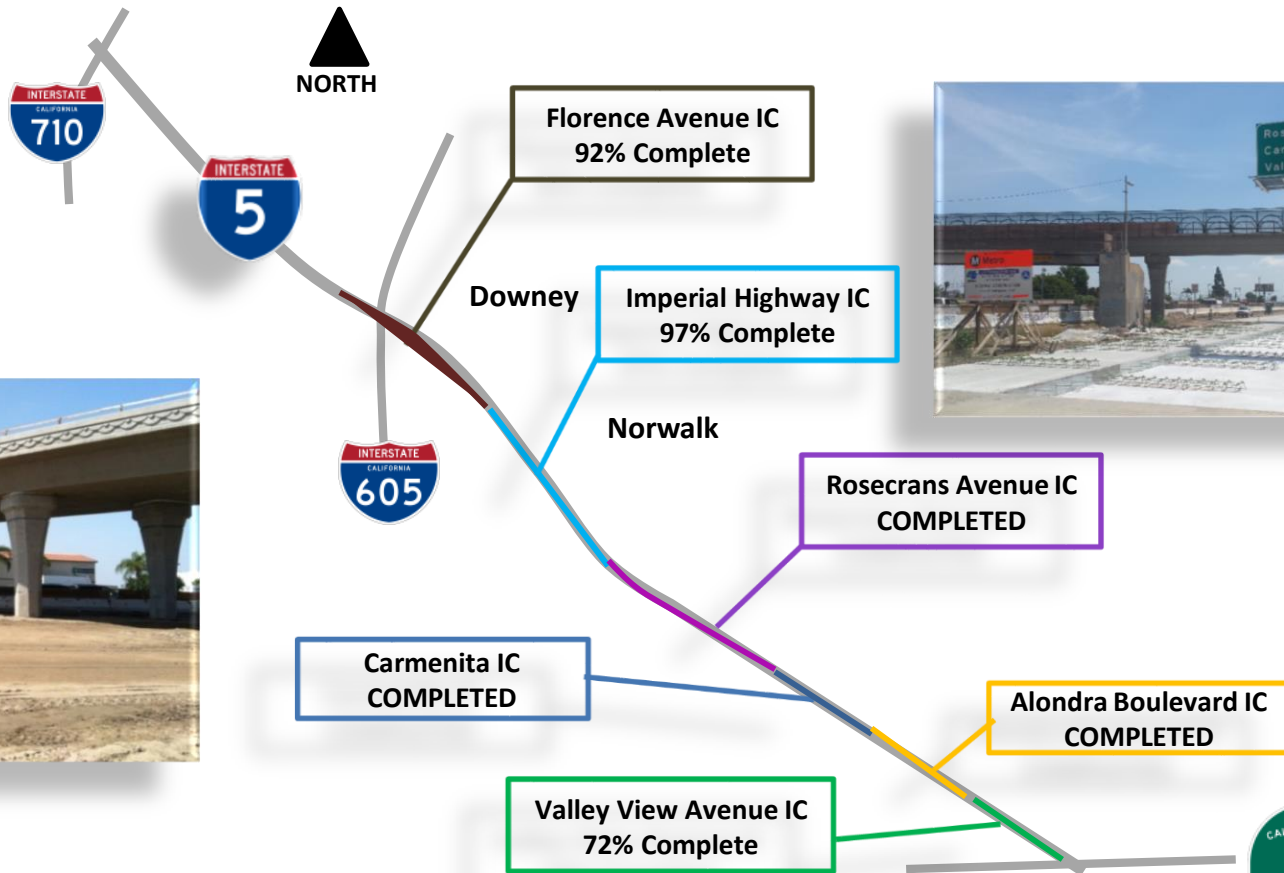 NORTH
INTERSTATE
CALIFORNIA
710
INTERSTATE
5
Florence Avenue IC
92% Complete
Downey
Imperial Highway IC
97% Complete
Metro
Norwalk
INTERSTATE
CALIFORNIA
605
Rosecrans Avenue IC
COMPLETED
Carmenita IC
COMPLETED
Alondra Boulevard IC
COMPLETED
Valley View Avenue IC
72% Complete